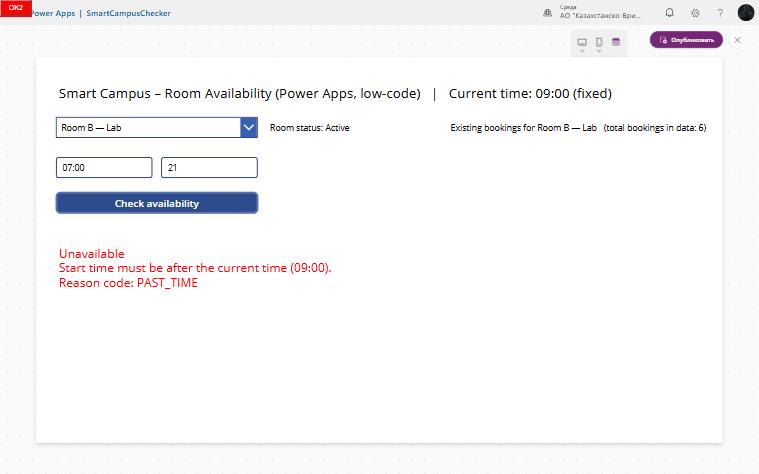 OK2
Power Apps | SmartCampusChecker
Среда
АО "Казахстанско-Бри...
Опубликовать
Smart Campus – Room Availability (Power Apps, low-code) | Current time: 09:00 (fixed)
Room B — Lab
Room status: Active
Existing bookings for Room B — Lab (total bookings in data: 6)
07:00
21
Check availability
Unavailable
Start time must be after the current time (09:00).
Reason code: PAST_TIME